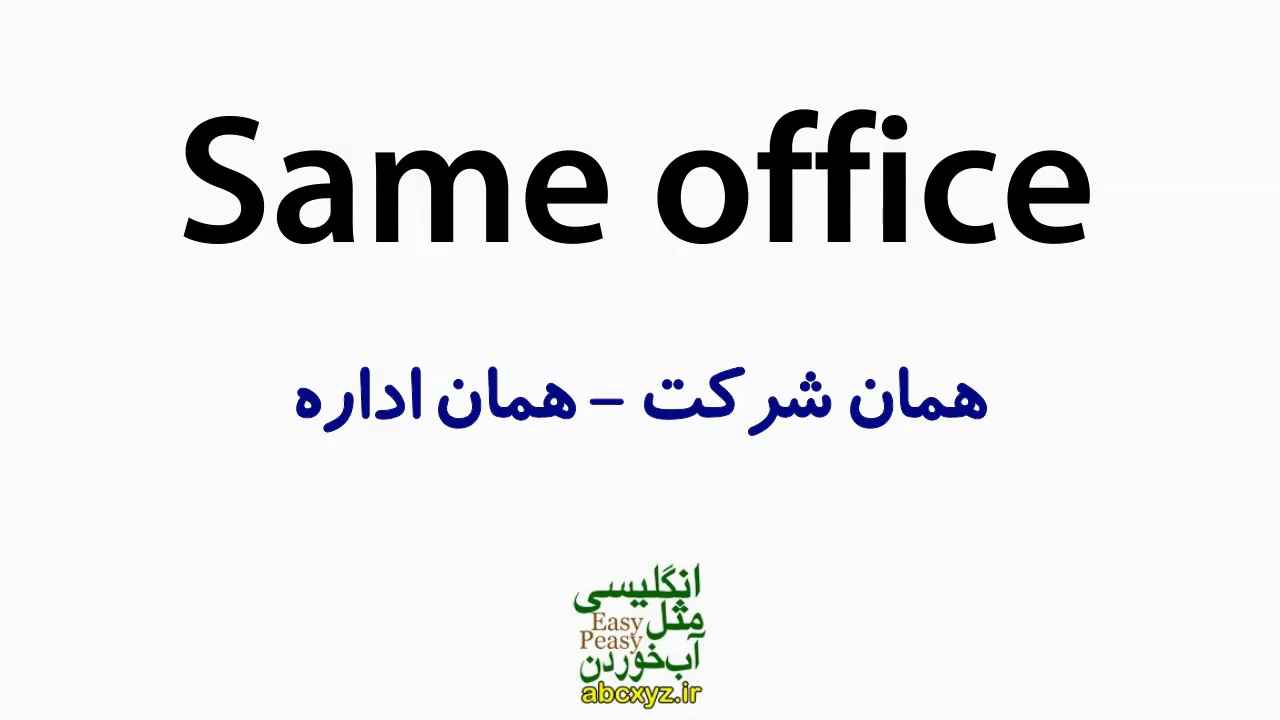 Same office
همان شرکت – همان اداره
انگلیسی
مثل Easy
Peasy
آب‌خوردن
abcxyz.ir